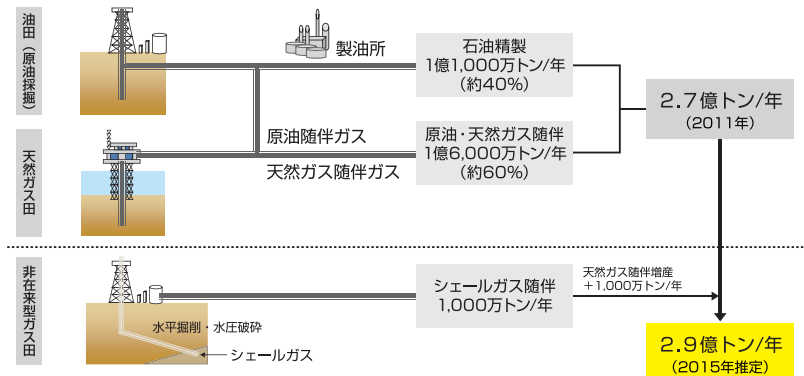 油田（原油採掘）
製油所
石油精製
1億1,000万トン/年
（約40%）
2.7億トン/年
（2011年）
天然ガス田
原油随伴ガス
天然ガス随伴ガス
原油・天然ガス随伴
1億6,000万トン/年
（約60%）
非在来型ガス田
水平掘削・水圧破砕
シェールガス
シェールガス随伴
1,000万トン/年
天然ガス随伴増産
＋1,000万トン/年
2.9億トン/年
（2015年推定）